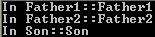 In Father1::Father1
In Father2::Father2
In Son::Son